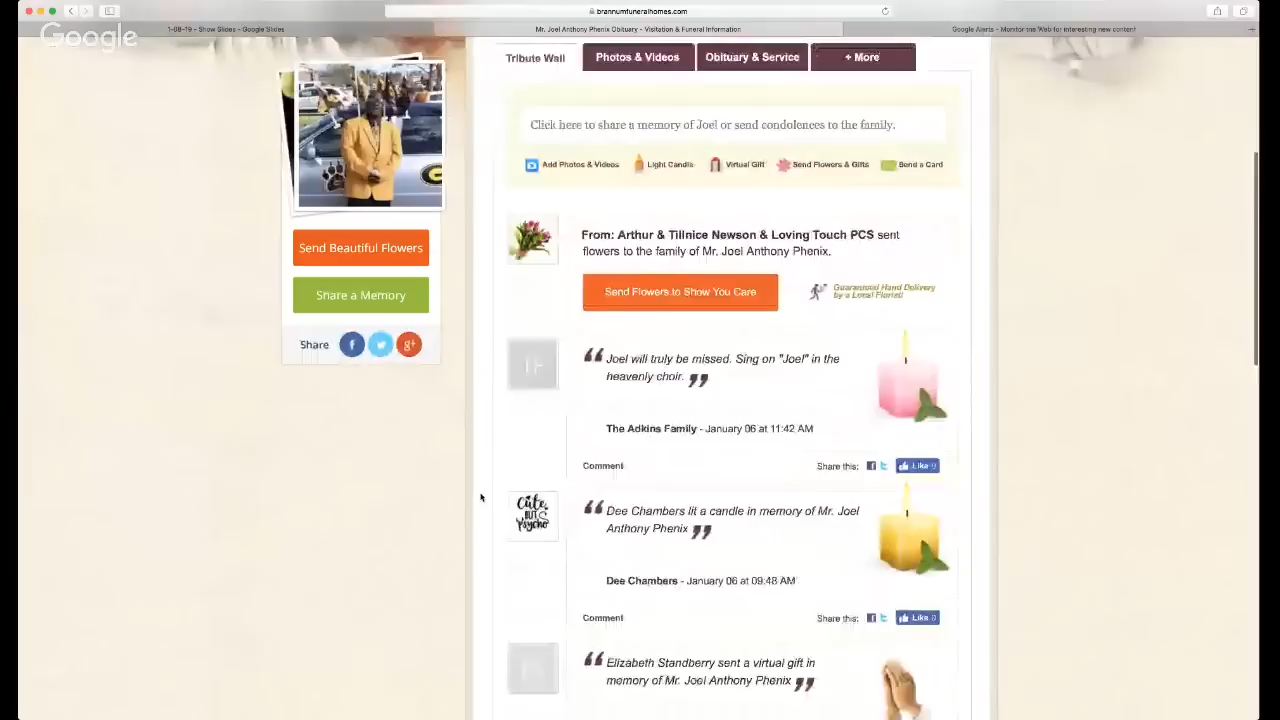 brannumfuneralhomes.com
1-08-19 - Show Slides - Google Slides
Mr. Joel Anthony Phenix Obituary - Visitation & Funeral Information
Google Alerts - Monitor the Web for interesting new content
Google
Tribute Wall
Photos & Videos
Obituary & Service
+ More
Click here to share a memory of Joel or send condolences to the family.
Add Photos & Videos
Light Candle
Virtual Gift
Send Flowers & Gifts
Send a Card
Send Beautiful Flowers
Share a Memory
Share
f
g+
From: Arthur & Tillnice Newson & Loving Touch PCS sent
flowers to the family of Mr. Joel Anthony Phenix.
Send Flowers to Show You Care
Guaranteed Hand Delivery
by a Local Florist!
“ Joel will truly be missed. Sing on "Joel" in the
heavenly choir. ”
The Adkins Family - January 06 at 11:42 AM
Comment
Share this:
Like 0
Cute
BUT
Psycho
“ Dee Chambers lit a candle in memory of Mr. Joel
Anthony Phenix ”
Dee Chambers - January 06 at 09:48 AM
Comment
Share this:
Like 0
“ Elizabeth Standberry sent a virtual gift in
memory of Mr. Joel Anthony Phenix ”